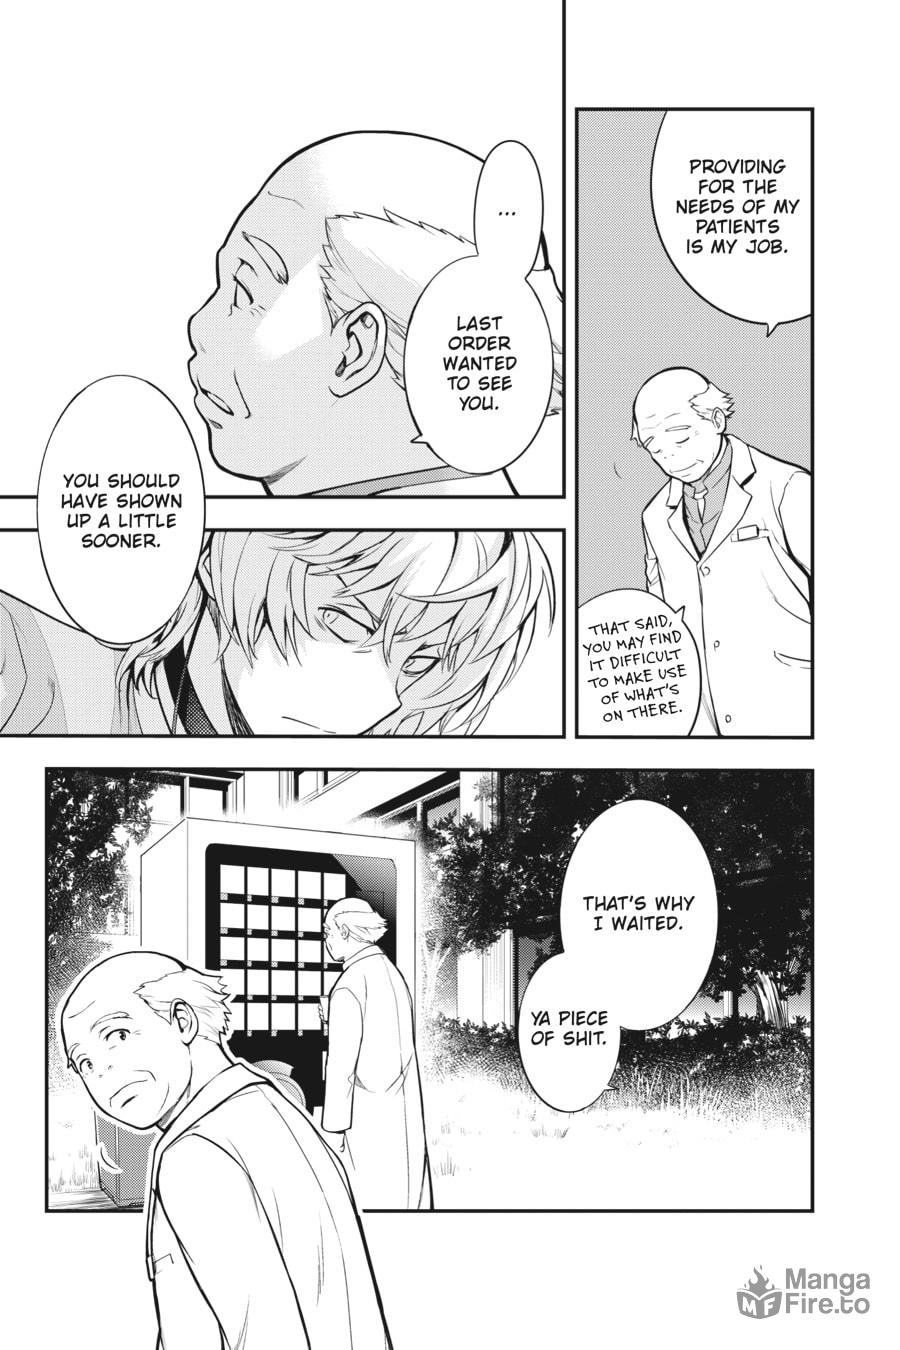 PROVIDING
FOR THE
NEEDS OF MY
PATIENTS
IS MY JOB.
THAT SAID,
YOU MAY FIND
IT DIFFICULT
TO MAKE USE
OF WHAT'S
ON THERE.
...
LAST
ORDER
WANTED
TO SEE
YOU.
YOU SHOULD
HAVE SHOWN
UP A LITTLE
SOONER.
THAT'S WHY
I WAITED.
YA PIECE
OF SHIT.
MF
Manga
Fire.to